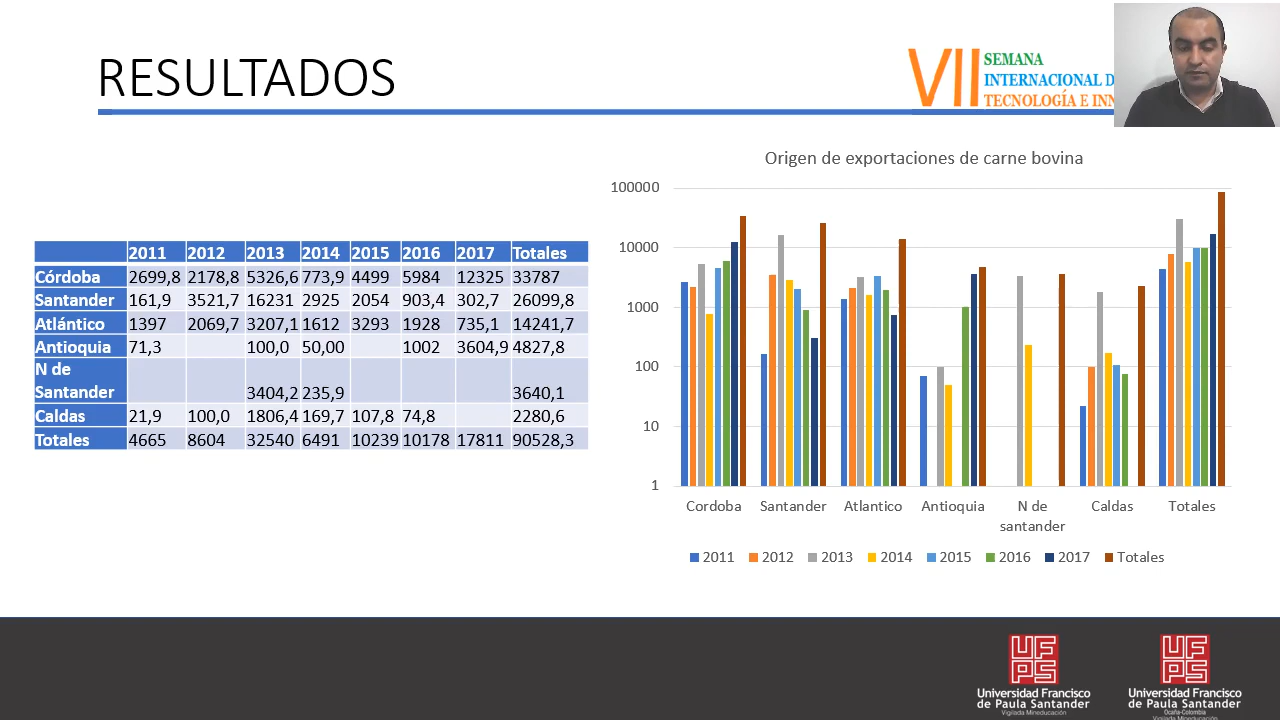 RESULTADOS
VII SEMANA
INTERNACIONAL D
TECNOLOGÍA E INN
2011 2012 2013 2014 2015 2016 2017 Totales
Córdoba 2699,8 2178,8 5326,6 773,9 4499 5984 12325 33787
Santander 161,9 3521,7 16231 2925 2054 903,4 302,7 26099,8
Atlántico 1397 2069,7 3207,1 1612 3293 1928 735,1 14241,7
Antioquia 71,3 100,0 50,00 1002 3604,9 4827,8
N de
Santander 3404,2 235,9 3640,1
Caldas 21,9 100,0 1806,4 169,7 107,8 74,8 2280,6
Totales 4665 8604 32540 6491 10239 10178 17811 90528,3
Origen de exportaciones de carne bovina
100000
10000
1000
100
10
1
Cordoba Santander Atlantico Antioquia N de santander Caldas Totales
2011 2012 2013 2014 2015 2016 2017 Totales
UFPS
Universidad Francisco
de Paula Santander
Vigilada Mineducación
UFPS
Universidad Francisco
de Paula Santander
Ocaña-Colombia
Vigilada Mineducación